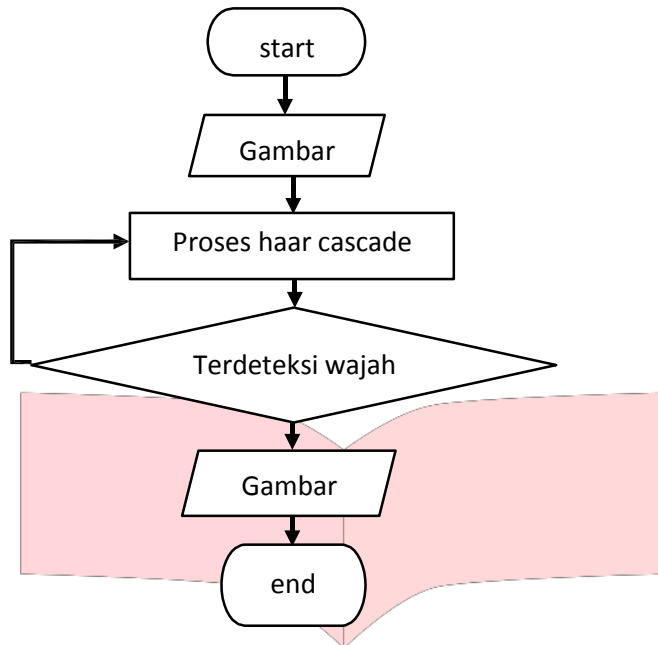 start
Gambar
Proses haar cascade
Terdeteksi wajah
Gambar
end